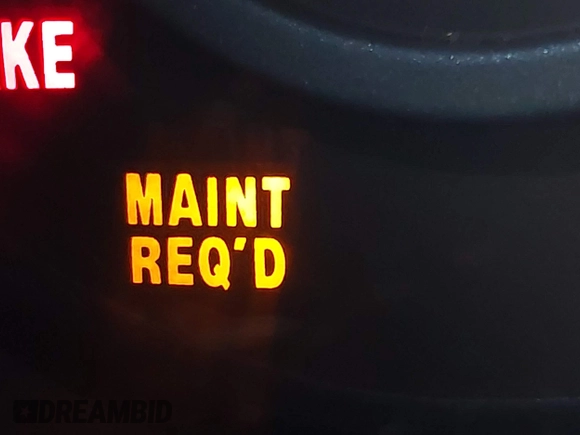 KE
MAINT
REQ'D
DREAMBID